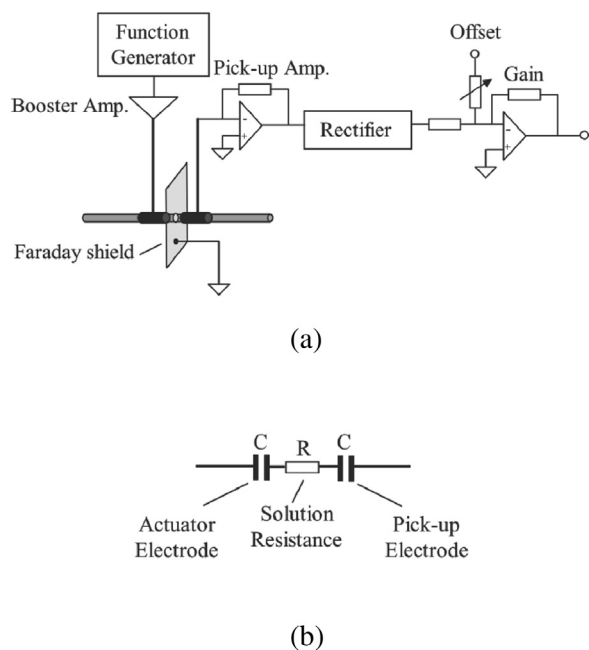 Function
Generator
Offset
Pick-up Amp.
Gain
Booster Amp.
Rectifier
-
+
-
+
Faraday shield
(a)
C
R
C
Actuator
Electrode
Solution
Resistance
Pick-up
Electrode
(b)